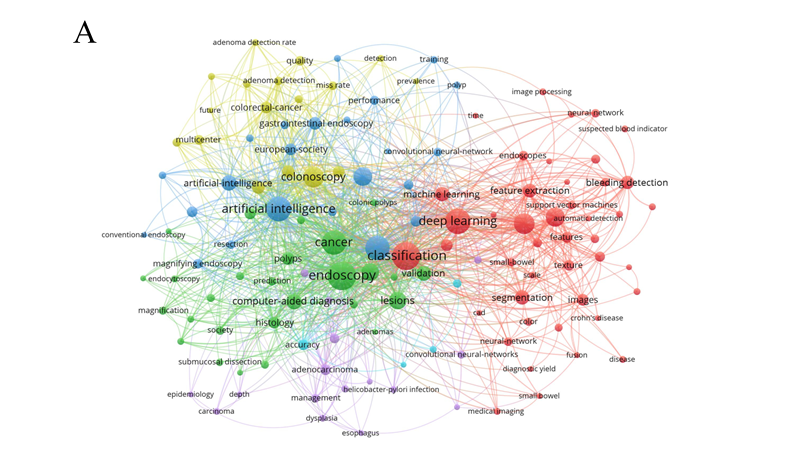 A
adenoma detection rate
quality
detection
training
adenoma detection
miss rate
prevalence
polyp
image processing
performance
future
colorectal-cancer
time
neural-network
gastrointestinal endoscopy
suspected blood indicator
multicenter
european-society
convolutional neural-network
endoscopes
colonoscopy
artificial-intelligence
bleeding detection
machine learning
feature extraction
colonic polyps
support vector machines
artificial intelligence
deep learning
automatic detection
conventional endoscopy
resection
cancer
features
classification
polyps
magnifying endoscopy
small-bowel
texture
endocytoscopy
prediction
endoscopy
validation
scale
computer-aided diagnosis
lesions
segmentation
images
magnification
cad
crohn's disease
histology
color
society
adenomas
accuracy
neural-network
convolutional neural-networks
fusion
disease
submucosal dissection
adenocarcinoma
diagnostic yield
helicobacter-pylori infection
epidemiology
depth
management
small-bowel
carcinoma
medical imaging
dysplasia
esophagus